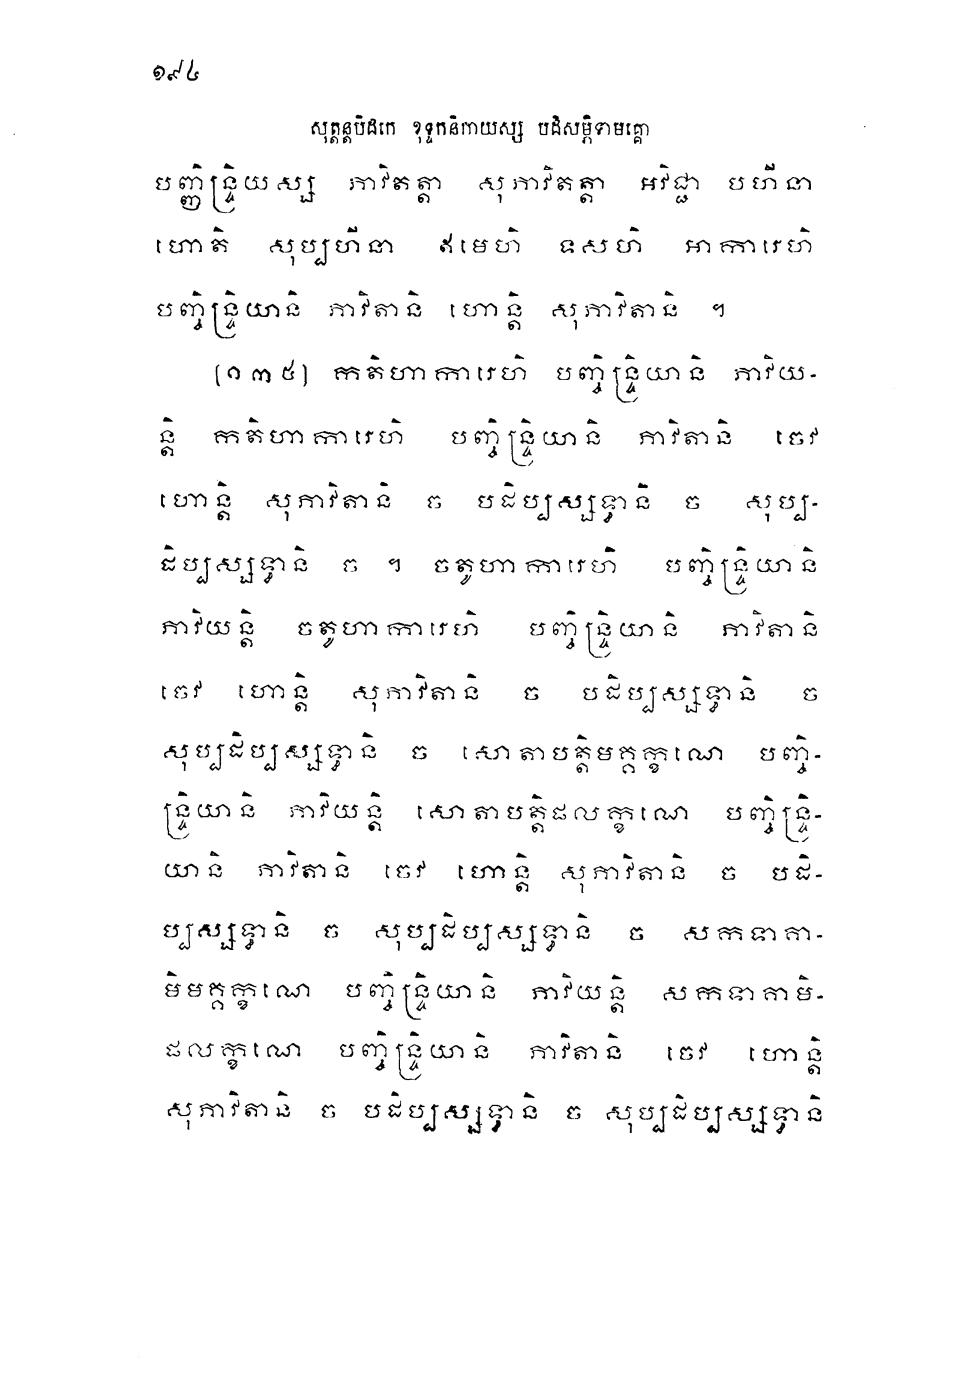 ១៩៤
សុត្តន្តបិដកេ ខុទ្ទកនិកាយស្ស បដិសម្ភិទាមគ្គោ
បញ្ញិន្ទ្រិយស្ស ភាវិតត្តា សុភាវិតត្តា អវិជ្ជា បហីនា
ហោតិ សុប្បហីនា ឥមេហិ ទសហិ អាការេហិ
បញ្ចិន្ទ្រិយានិ ភាវិតានិ ហោន្តិ សុភាវិតានិ ។
(១៣៥) កតិហាការេហិ បញ្ចិន្ទ្រិយានិ ភាវិយ-
ន្តិ កតិហាការេហិ បញ្ចិន្ទ្រិយានិ ភាវិតានិ ចេវ
ហោន្តិ សុភាវិតានិ ច បដិប្បស្សទ្ធានិ ច សុប្ប-
ដិប្បស្សទ្ធានិ ច ។ ចតូហាការេហិ បញ្ចិន្ទ្រិយានិ
ភាវិយន្តិ ចតូហាការេហិ បញ្ចិន្ទ្រិយានិ ភាវិតានិ
ចេវ ហោន្តិ សុភាវិតានិ ច បដិប្បស្សទ្ធានិ ច
សុប្បដិប្បស្សទ្ធានិ ច សោតាបត្តិមគ្គក្ខណេ បញ្ចិ-
ន្ទ្រិយានិ ភាវិយន្តិ សោតាបត្តិផលក្ខណេ បញ្ចិន្ទ្រិ-
យានិ ភាវិតានិ ចេវ ហោន្តិ សុភាវិតានិ ច បដិ-
ប្បស្សទ្ធានិ ច សុប្បដិប្បស្សទ្ធានិ ច សកទាគា-
មិមគ្គក្ខណេ បញ្ចិន្ទ្រិយានិ ភាវិយន្តិ សកទាគាមិ-
ផលក្ខណេ បញ្ចិន្ទ្រិយានិ ភាវិតានិ ចេវ ហោន្តិ
សុភាវិតានិ ច បដិប្បស្សទ្ធានិ ច សុប្បដិប្បស្សទ្ធានិ